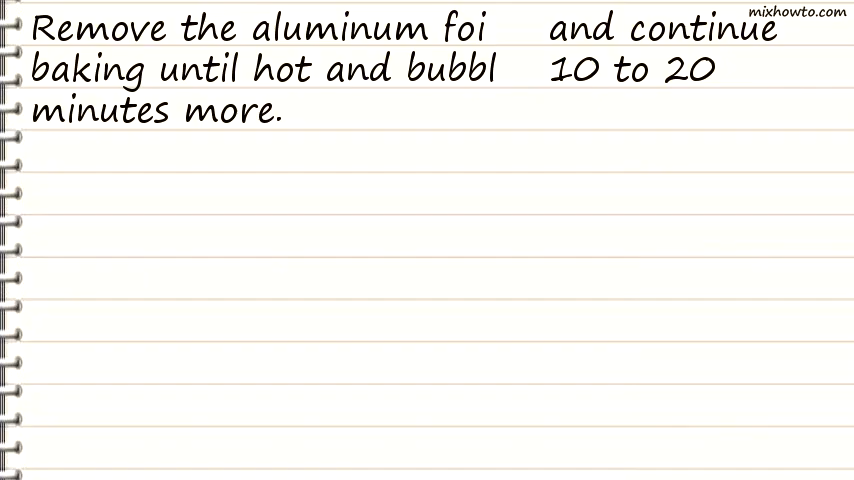 mixhowto.com
Remove the aluminum foi and continue
baking until hot and bubbl 10 to 20
minutes more.